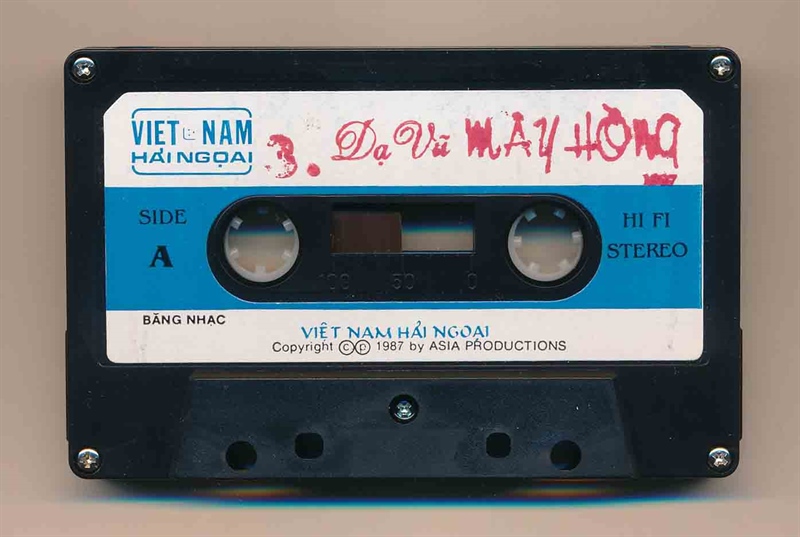 VIET NAM
HẢI NGOẠI
3. Dạ Vũ MÂY HỒNG
1987
SIDE
A
HI FI
STEREO
100 50 0
BĂNG NHẠC
VIỆT NAM HẢI NGOẠI
Copyright ⓒⓟ 1987 by ASIA PRODUCTIONS